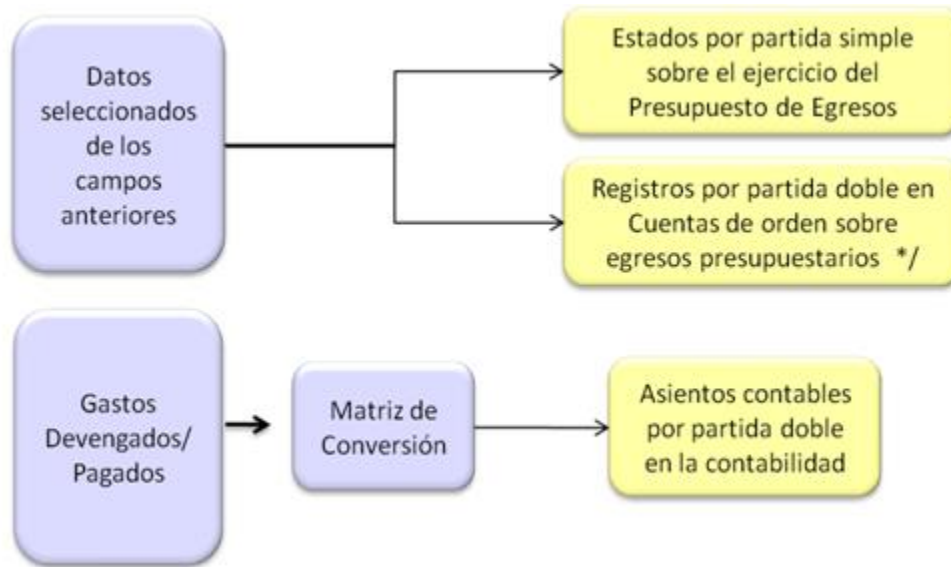 Datos
seleccionados
de los
campos
anteriores
Estados por partida simple
sobre el ejercicio del
Presupuesto de Egresos
Registros por partida doble en
Cuentas de orden sobre
egresos presupuestarios */
Gastos
Devengados/
Pagados
Matriz de
Conversión
Asientos contables
por partida doble
en la contabilidad